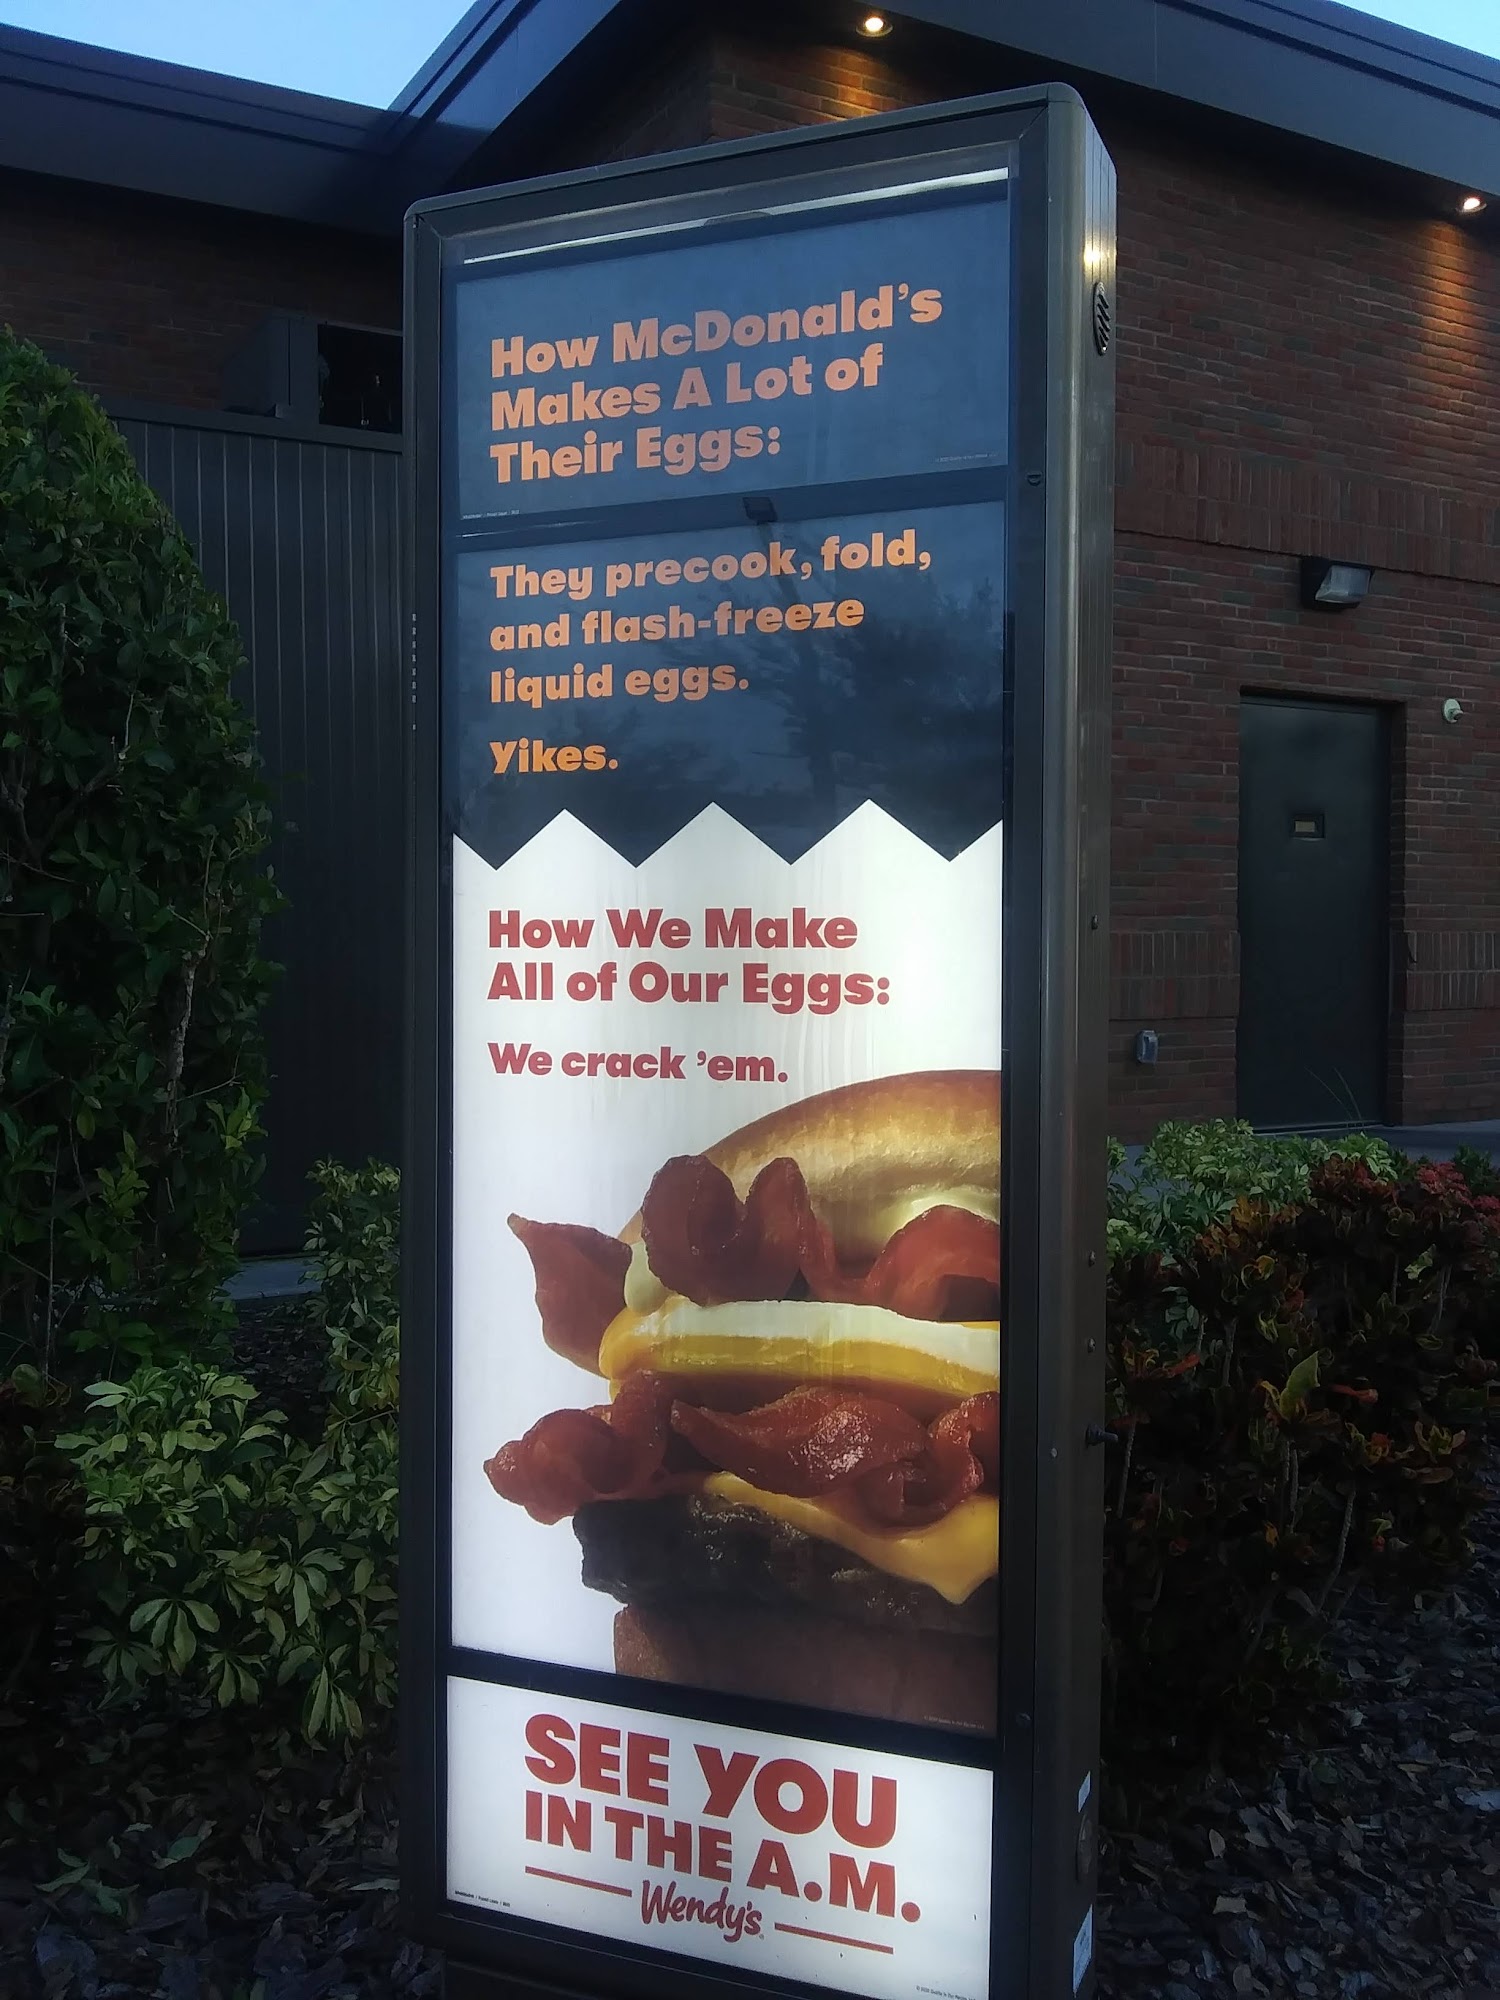 How McDonald's
Makes A Lot of
Their Eggs:
They precook, fold,
and flash-freeze
liquid eggs.
Yikes.
How We Make
All of Our Eggs:
We crack 'em.
SEE YOU
IN THE A.M.
Wendy's